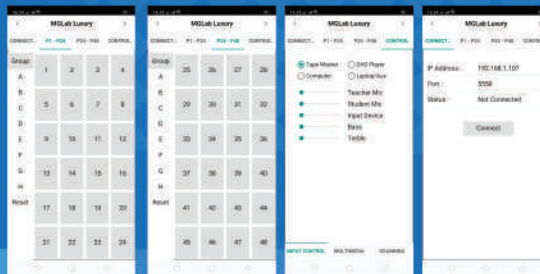 MGLab Luxury
CONNECT... P1 - P24 P25 - P48 CONTROL
Group
A
B
C
D
E
F
G
H
Reset
1 2 3 4
5 6 7 8
9 10 11 12
13 14 15 16
17 18 19 20
21 22 23 24
MGLab Luxury
CONNECT... P1 - P24 P25 - P48 CONTROL
Group
A
B
C
D
E
F
G
H
Reset
25 26 27 28
29 30 31 32
33 34 35 36
37 38 39 40
41 42 43 44
45 46 47 48
MGLab Luxury
CONNECT... P1 - P24 P25 - P48 CONTROL
Tape Master DVD Player
Computer Laptop/Aux
Teacher Mic
Student Mic
Input Device
Bass
Treble
INPUT CONTROL MULTIMEDIA SCANNING
MGLab Luxury
CONNECT... P1 - P24 P25 - P48 CONTROL
IP Address : 192.168.1.107
Port : 5550
Status : Not Connected
Connect